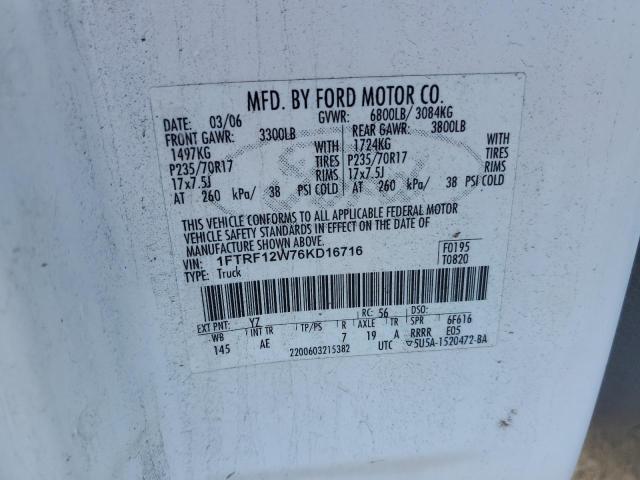 MFD. BY FORD MOTOR CO.
DATE: 03/06 GVWR: 6800LB/ 3084KG
FRONT GAWR: 3300LB REAR GAWR: 3800LB
1497KG WITH 1724KG WITH
P235/70R17 TIRES P235/70R17 TIRES
17x7.5J RIMS 17x7.5J RIMS
AT 260 kPa/ 38 PSI COLD AT 260 kPa/ 38 PSI COLD
THIS VEHICLE CONFORMS TO ALL APPLICABLE FEDERAL MOTOR
VEHICLE SAFETY STANDARDS IN EFFECT ON THE DATE OF
MANUFACTURE SHOWN ABOVE.
VIN: 1FTRF12W76KD16716 F0195
TYPE: Truck T0820
EXT PNT: YZ RC: 56 DSO:
WB INT TR TP/PS R AXLE TR SPR 6F616
145 AE 7 19 A RRRR E05
2200603215382 UTC ▽5U5A-1520472-BA